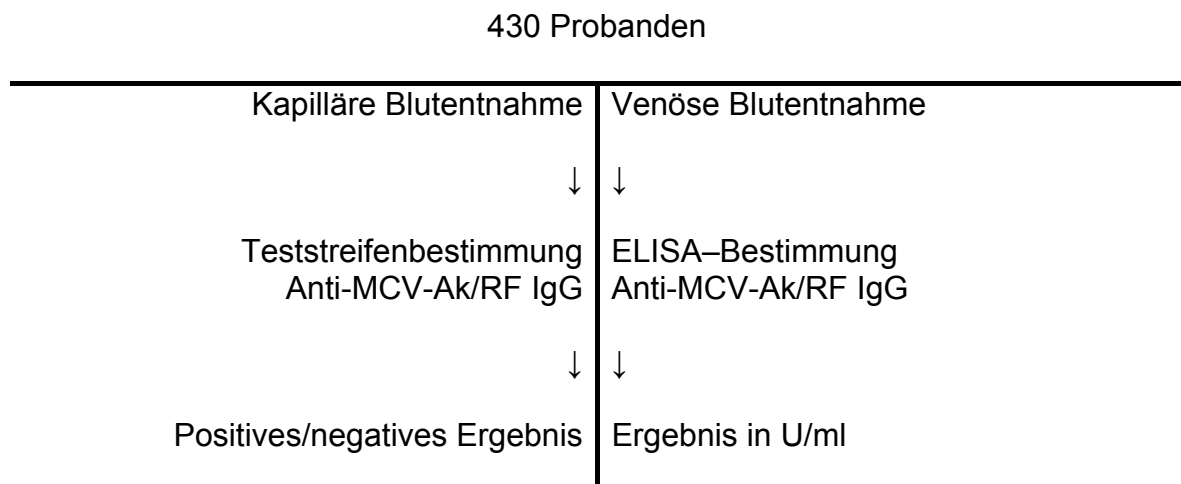 430 Probanden
Kapilläre Blutentnahme Venöse Blutentnahme
↓ ↓
Teststreifenbestimmung ELISA–Bestimmung
Anti-MCV-Ak/RF IgG Anti-MCV-Ak/RF IgG
↓ ↓
Positives/negatives Ergebnis Ergebnis in U/ml